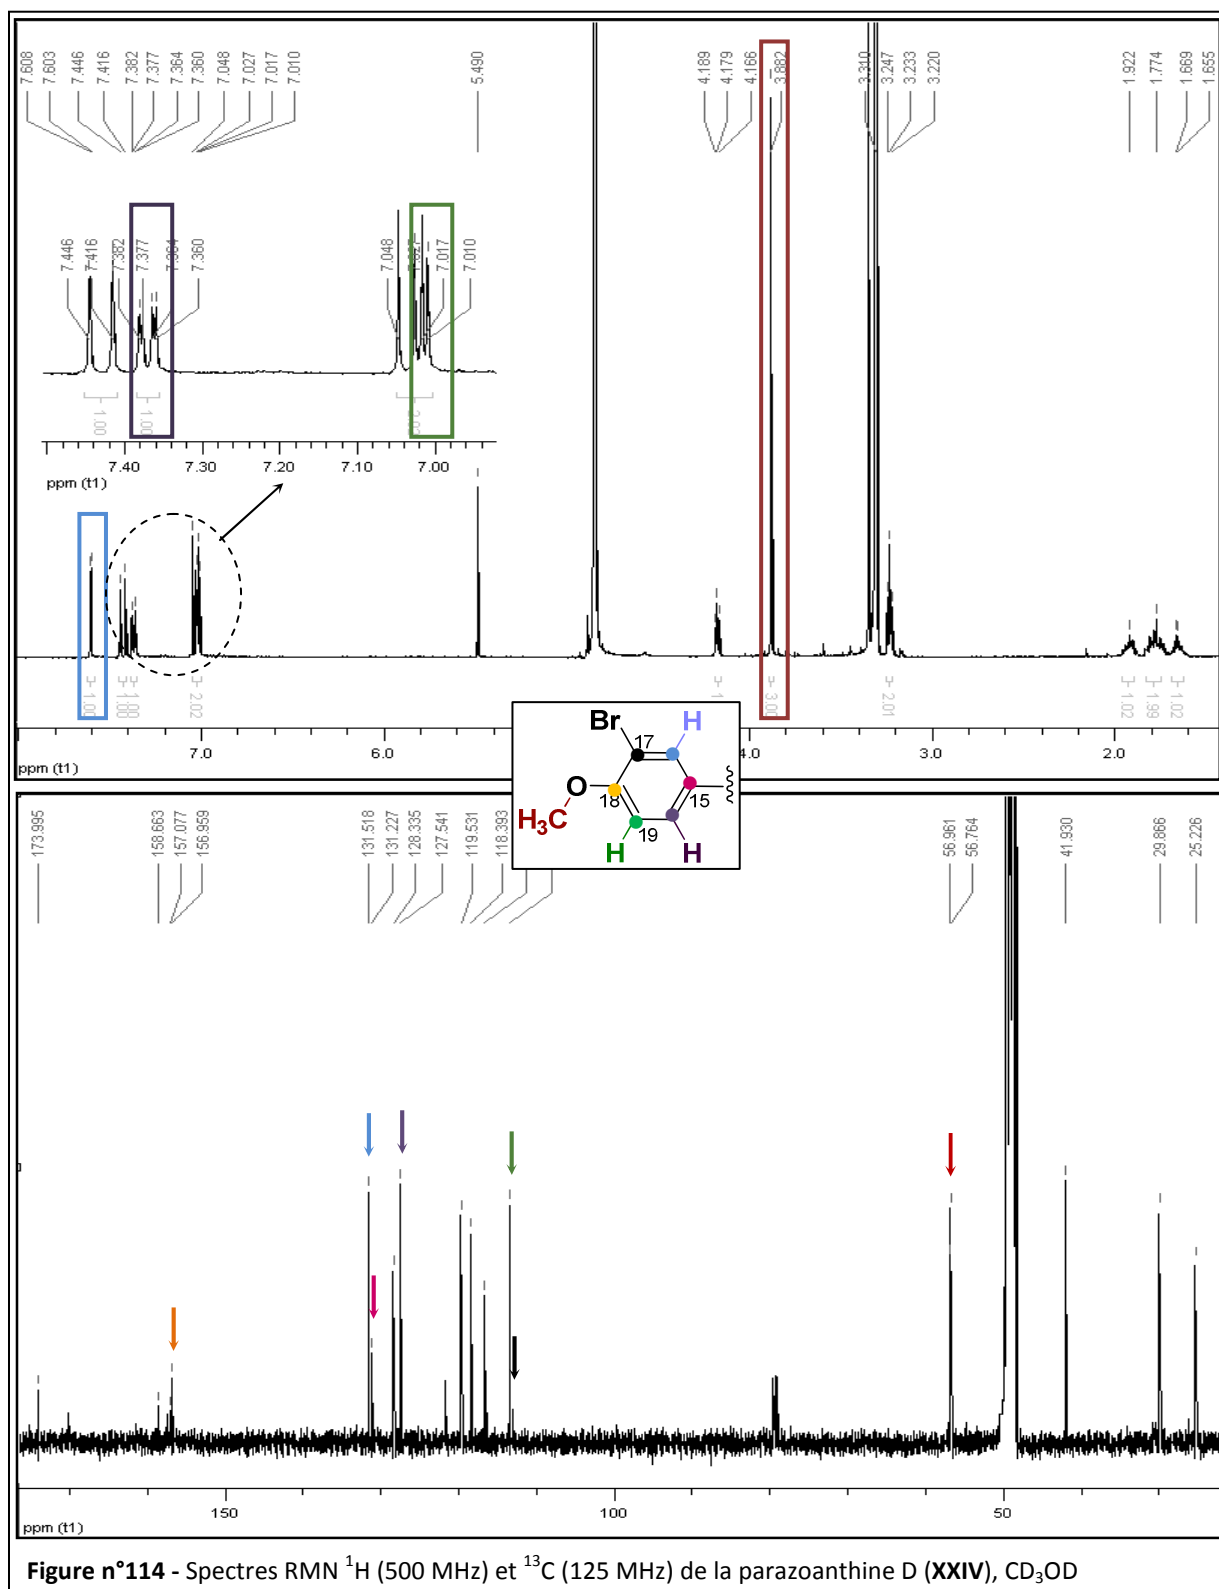 7.608 7.603 7.446 7.416 7.382 7.377 7.364 7.360 7.048 7.027 7.017 7.010 5.490 4.189 4.179 4.166 3.882 3.310 3.247 3.233 3.220 1.922 1.774 1.669 1.655
7.446 7.416 7.382 7.377 7.360 7.048 7.017 7.010
1.00 1.00
7.40 7.30 7.20 7.10 7.00
ppm (t1)
1.00 1.00 1.00 2.02 3.00 2.01 1.02 1.99 1.02
7.0 6.0 3.0 2.0
ppm (t1)
Br H
17
O 18 15
H3C 19
H H
173.995 158.663 157.077 156.959 131.518 131.227 128.335 127.541 119.531 118.393 56.961 56.764 41.930 29.866 25.226
150 100 50
ppm (t1)
Figure n°114 - Spectres RMN 1H (500 MHz) et 13C (125 MHz) de la parazoanthine D (XXIV), CD3OD